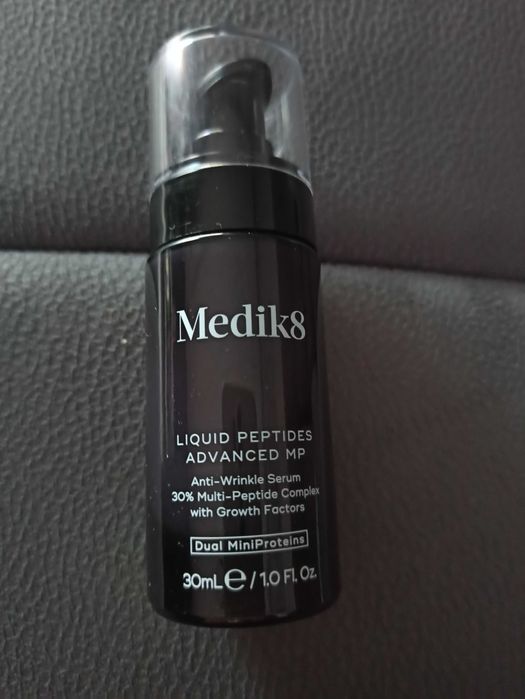 Medik8
LIQUID PEPTIDES
ADVANCED MP
Anti-Wrinkle Serum
30% Multi-Peptide Complex
with Growth Factors
Dual MiniProteins
30mL℮/1.0 Fl. Oz.